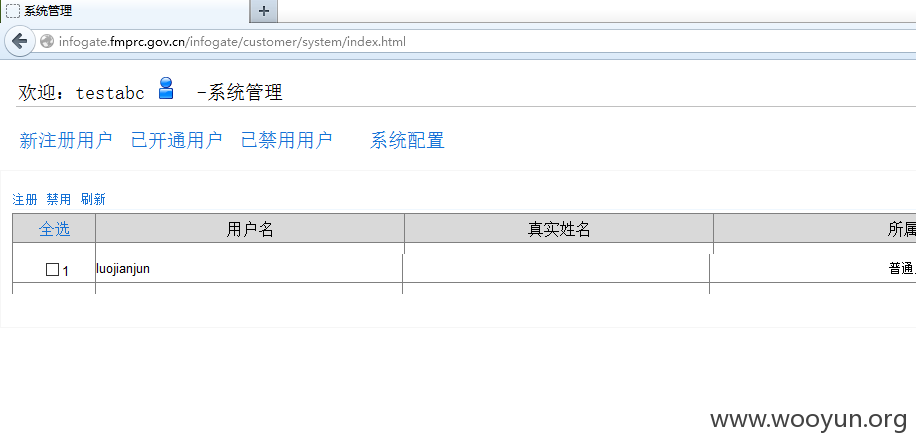 系统管理
infogate.fmprc.gov.cn/infogate/customer/system/index.html
欢迎：testabc -系统管理
新注册用户 已开通用户 已禁用用户 系统配置
注册 禁用 刷新
全选 用户名 真实姓名 所属
1 luojianjun 普通
www.wooyun.org